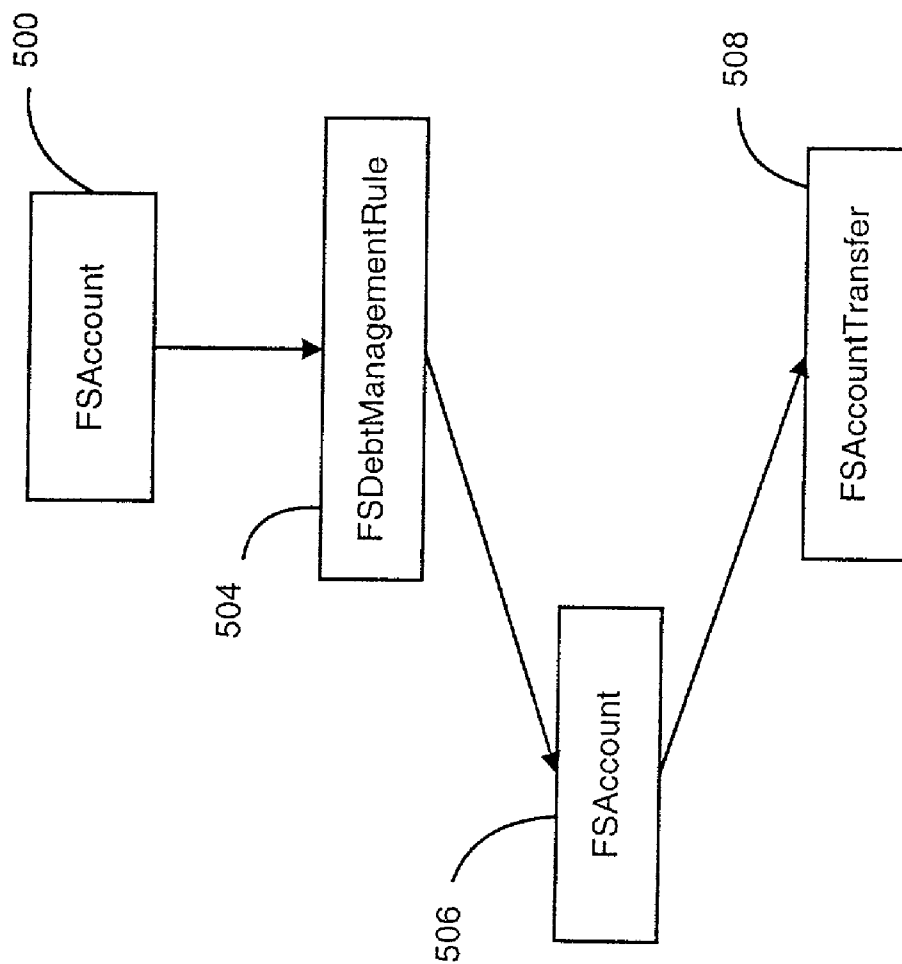 500
FSAccount
504
FSDebtManagementRule
506
FSAccount
508
FSAccountTransfer